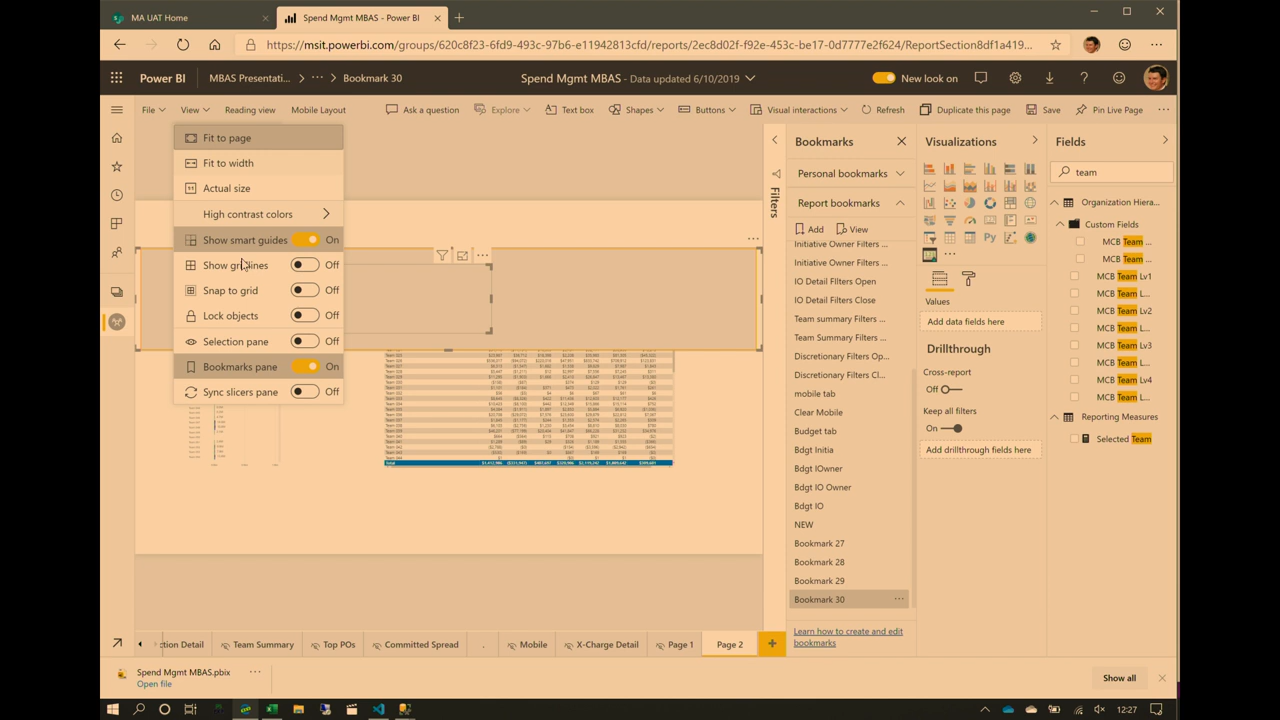 MA UAT Home
Spend Mgmt MBAS - Power BI
https://msit.powerbi.com/groups/620c8f23-6fd9-493c-97b6-e11942813cfd/reports/2ec8d02f-f92e-453c-be17-0d7777e2f624/ReportSection8df1a419...
Power BI
MBAS Presentati...
Bookmark 30
Spend Mgmt MBAS - Data updated 6/10/2019
New look on
File
View
Reading view
Mobile Layout
Ask a question
Explore
Text box
Shapes
Buttons
Visual interactions
Refresh
Duplicate this page
Save
Pin Live Page
Fit to page
Fit to width
Actual size
High contrast colors
Show smart guides On
Show gridlines Off
Snap to grid Off
Lock objects Off
Selection pane Off
Bookmarks pane On
Sync slicers pane Off
Filters
Bookmarks
Personal bookmarks
Report bookmarks
Add View
Initiative Owner Filters ...
Initiative Owner Filters ...
IO Detail FIlters Open
IO Detail Filters Close
Team summary Filters ...
Team Summary Filters ...
Discretionary Filters Op...
Discretionary Filters Cl...
mobile tab
Clear Mobile
Budget tab
Bdgt Initia
Bdgt IOwner
Bdgt IO Owner
Bdgt IO
NEW
Bookmark 27
Bookmark 28
Bookmark 29
Bookmark 30
Learn how to create and edit
bookmarks
Visualizations
Values
Add data fields here
Drillthrough
Cross-report
Off
Keep all filters
On
Add drillthrough fields here
Fields
team
Organization Hiera...
Custom Fields
MCB Team ...
MCB Team ...
MCB Team Lv1
MCB Team L...
MCB Team Lv2
MCB Team L...
MCB Team Lv3
MCB Team L...
MCB Team Lv4
MCB Team L...
Reporting Measures
Selected Team
Total
ction Detail
Team Summary
Top POs
Committed Spread
.
Mobile
X-Charge Detail
Page 1
Page 2
Spend Mgmt MBAS.pbix
Open file
Show all
12:27